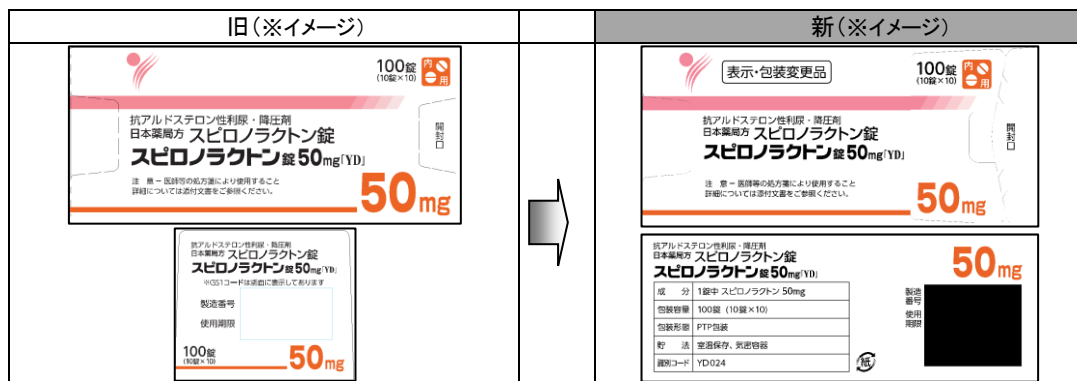 旧(※イメージ)
新(※イメージ)
100錠
(10錠×10)
内
用
抗アルドステロン性利尿・降圧剤
日本薬局方 スピロノラクトン錠
スピロノラクトン錠50mg「YD」
開封口
注 意-医師等の処方箋により使用すること
詳細については添付文書をご参照ください。
50mg
抗アルドステロン性利尿・降圧剤
日本薬局方 スピロノラクトン錠
スピロノラクトン錠50mg「YD」
※GS1コードは裏面に表示してあります
製造番号
使用期限
100錠
(10錠×10)
50mg
表示・包装変更品
100錠
(10錠×10)
内
用
抗アルドステロン性利尿・降圧剤
日本薬局方 スピロノラクトン錠
スピロノラクトン錠50mg「YD」
開封口
注 意-医師等の処方箋により使用すること
詳細については添付文書をご参照ください。
50mg
抗アルドステロン性利尿・降圧剤
日本薬局方 スピロノラクトン錠
スピロノラクトン錠50mg「YD」
50mg
成 分 1錠中 スピロノラクトン 50mg
包装容量 100錠 (10錠×10)
包装形態 PTP包装
貯 法 室温保存、気密容器
識別コード YD024
製造
番号
使用
期限
紙